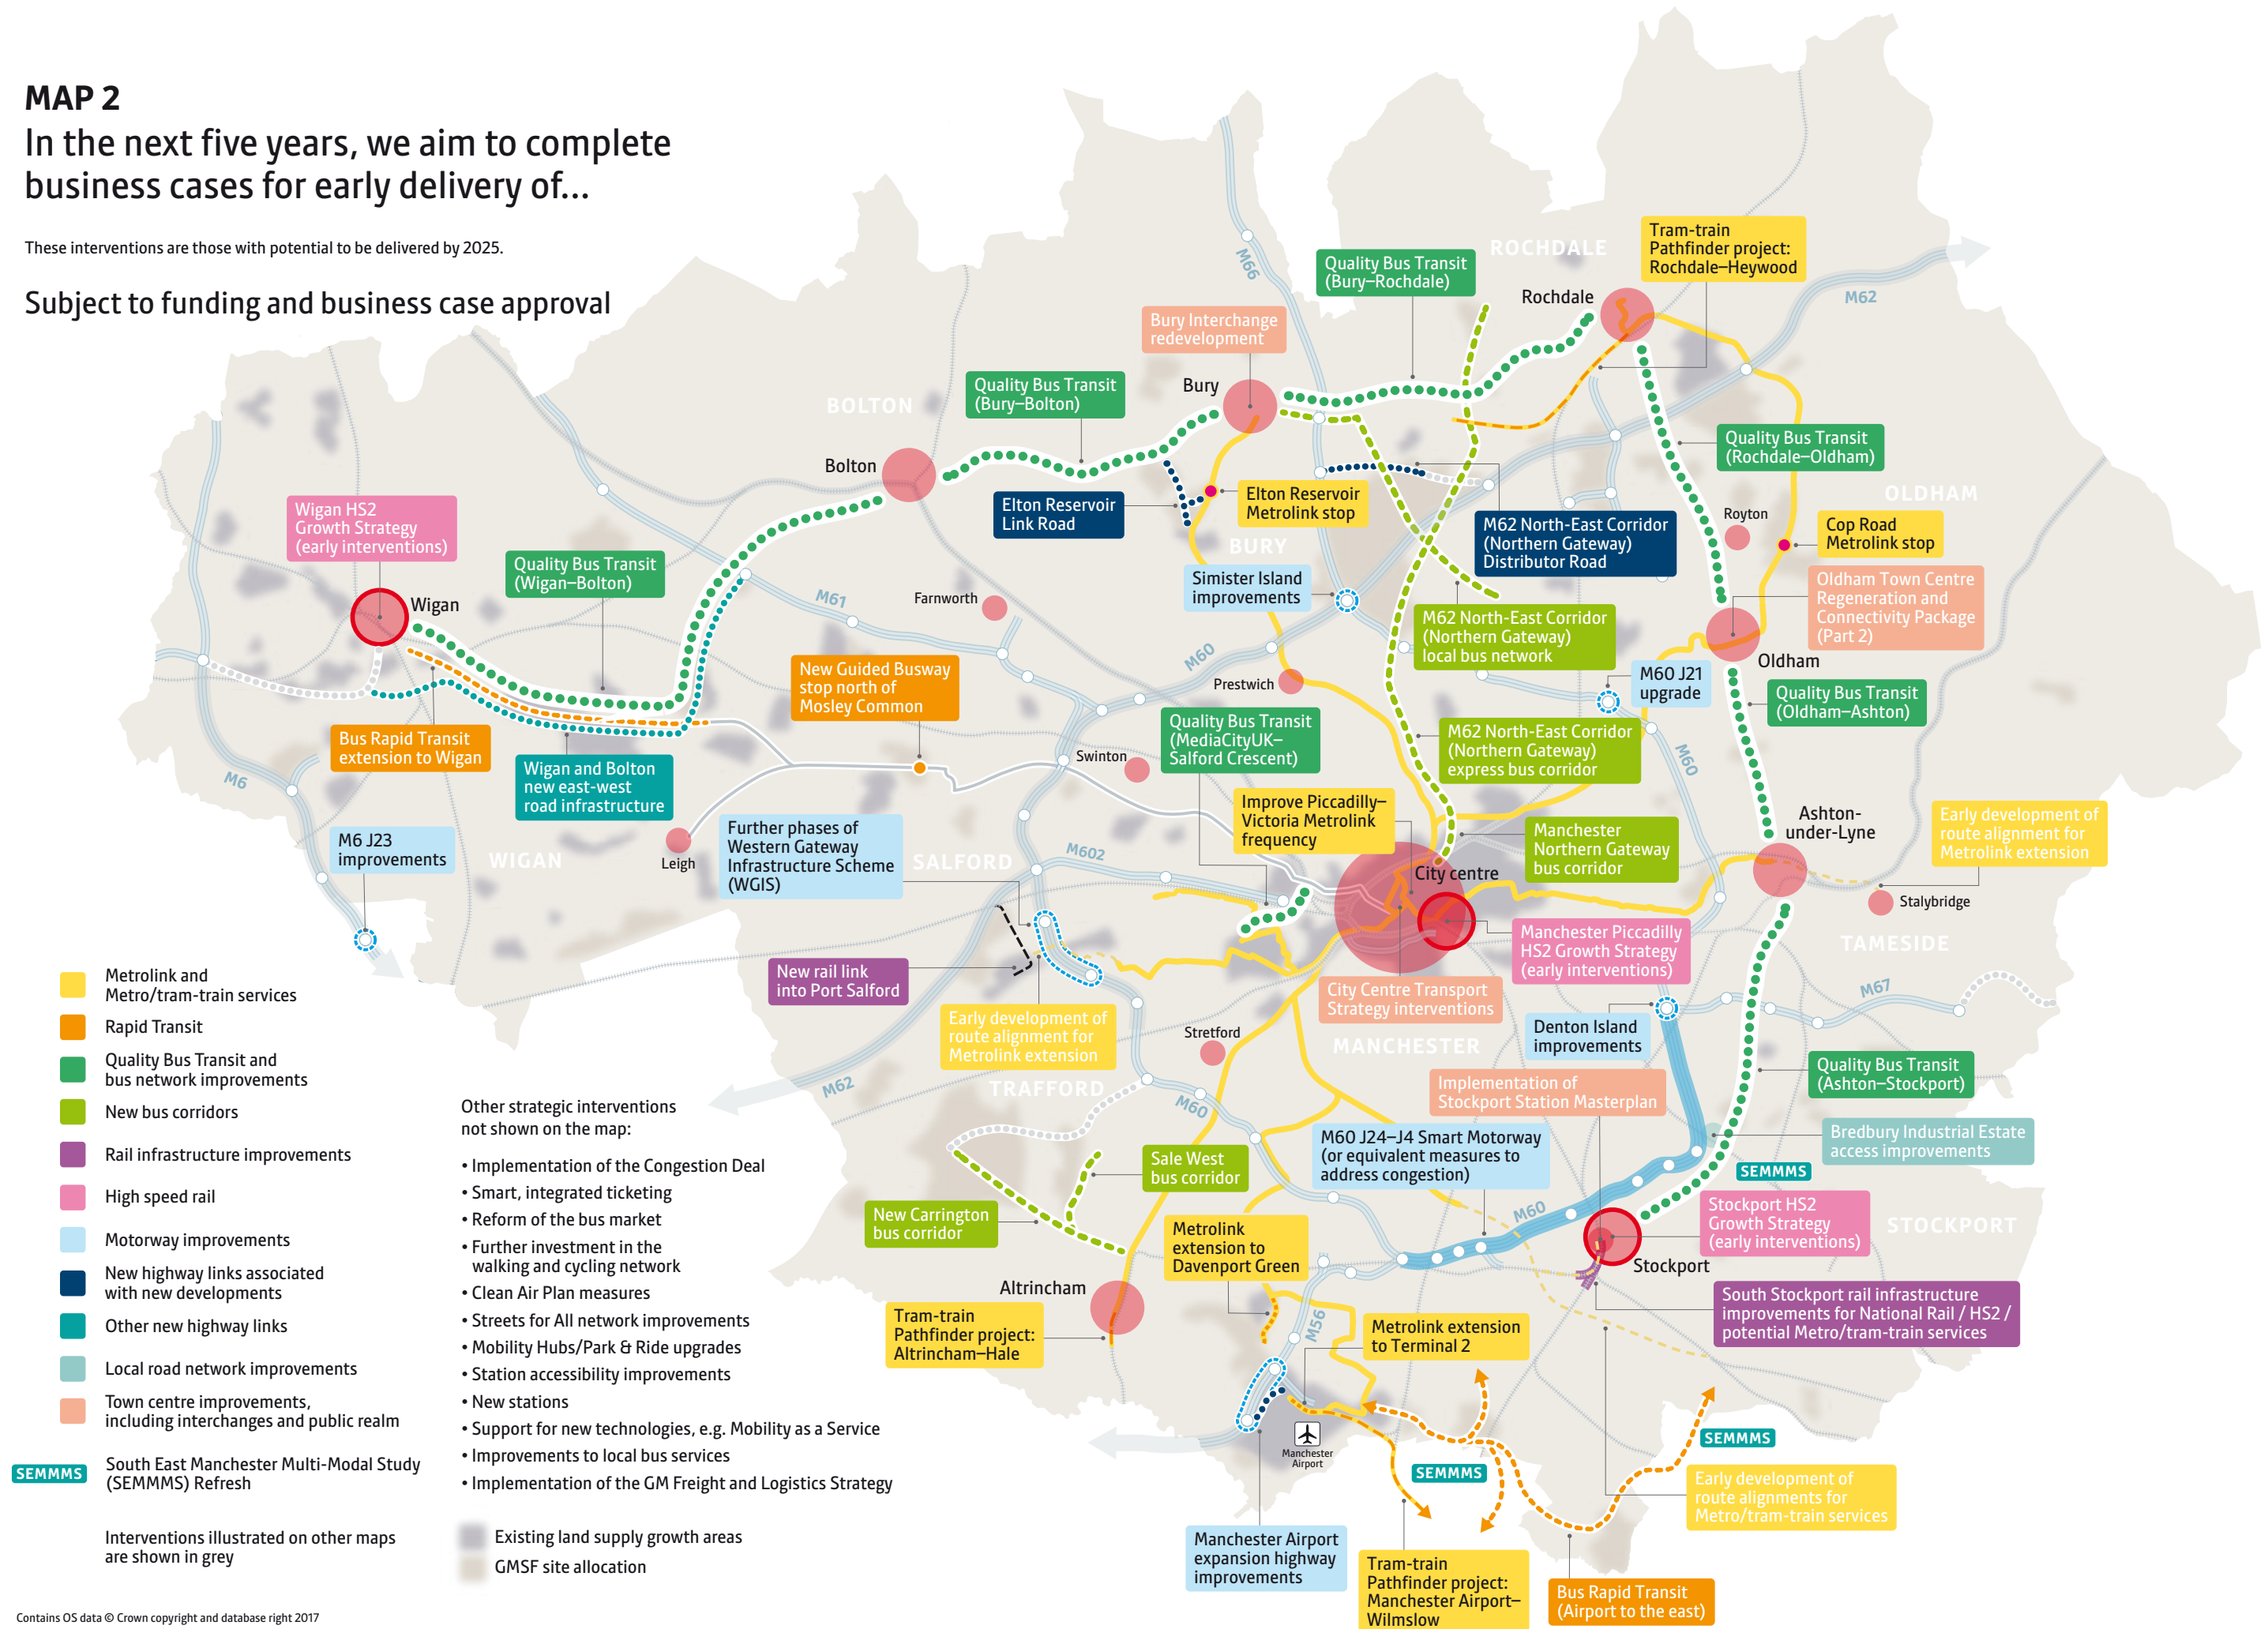 MAP 2
In the next five years, we aim to complete
business cases for early delivery of...
These interventions are those with potential to be delivered by 2025.
Subject to funding and business case approval
ROCHDALE
Tram-train
Pathfinder project:
Rochdale–Heywood
Quality Bus Transit
(Bury–Rochdale)
M66
M62
Rochdale
Bury Interchange
redevelopment
Bury
Quality Bus Transit
(Bury–Bolton)
BOLTON
Bolton
Quality Bus Transit
(Rochdale–Oldham)
OLDHAM
Elton Reservoir
Link Road
Elton Reservoir
Metrolink stop
BURY
M62 North-East Corridor
(Northern Gateway)
Distributor Road
Royton
Cop Road
Metrolink stop
Wigan HS2
Growth Strategy
(early interventions)
Wigan
Quality Bus Transit
(Wigan–Bolton)
M61
Farnworth
Simister Island
improvements
M62 North-East Corridor
(Northern Gateway)
local bus network
Oldham Town Centre
Regeneration and
Connectivity Package
(Part 2)
Oldham
M60
Prestwich
M60 J21
upgrade
Quality Bus Transit
(Oldham–Ashton)
New Guided Busway
stop north of
Mosley Common
Bus Rapid Transit
extension to Wigan
Wigan and Bolton
new east-west
road infrastructure
M6
Swinton
Quality Bus Transit
(MediaCityUK–
Salford Crescent)
M62 North-East Corridor
(Northern Gateway)
express bus corridor
M60
Improve Piccadilly–
Victoria Metrolink
frequency
Manchester
Northern Gateway
bus corridor
Ashton-
under-Lyne
Early development of
route alignment for
Metrolink extension
Stalybridge
M6 J23
improvements
WIGAN
Leigh
Further phases of
Western Gateway
Infrastructure Scheme
(WGIS)
SALFORD
M602
City centre
TAMESIDE
Manchester Piccadilly
HS2 Growth Strategy
(early interventions)
New rail link
into Port Salford
City Centre Transport
Strategy interventions
M67
Early development of
route alignment for
Metrolink extension
Stretford
MANCHESTER
Denton Island
improvements
M62
TRAFFORD
M60
Implementation of
Stockport Station Masterplan
Quality Bus Transit
(Ashton–Stockport)
M60 J24–J4 Smart Motorway
(or equivalent measures to
address congestion)
Bredbury Industrial Estate
access improvements
SEMMMS
Sale West
bus corridor
New Carrington
bus corridor
M60
Stockport HS2
Growth Strategy
(early interventions)
STOCKPORT
Stockport
Metrolink
extension to
Davenport Green
Altrincham
Tram-train
Pathfinder project:
Altrincham–Hale
M56
Metrolink extension
to Terminal 2
South Stockport rail infrastructure
improvements for National Rail / HS2 /
potential Metro/tram-train services
Manchester
Airport
SEMMMS
SEMMMS
Early development of
route alignments for
Metro/tram-train services
Manchester Airport
expansion highway
improvements
Tram-train
Pathfinder project:
Manchester Airport–
Wilmslow
Bus Rapid Transit
(Airport to the east)
Metrolink and
Metro/tram-train services
Rapid Transit
Quality Bus Transit and
bus network improvements
New bus corridors
Rail infrastructure improvements
High speed rail
Motorway improvements
New highway links associated
with new developments
Other new highway links
Local road network improvements
Town centre improvements,
including interchanges and public realm
SEMMMS
South East Manchester Multi-Modal Study
(SEMMMS) Refresh
Interventions illustrated on other maps
are shown in grey
Other strategic interventions
not shown on the map:
• Implementation of the Congestion Deal
• Smart, integrated ticketing
• Reform of the bus market
• Further investment in the
walking and cycling network
• Clean Air Plan measures
• Streets for All network improvements
• Mobility Hubs/Park & Ride upgrades
• Station accessibility improvements
• New stations
• Support for new technologies, e.g. Mobility as a Service
• Improvements to local bus services
• Implementation of the GM Freight and Logistics Strategy
Existing land supply growth areas
GMSF site allocation
Contains OS data © Crown copyright and database right 2017